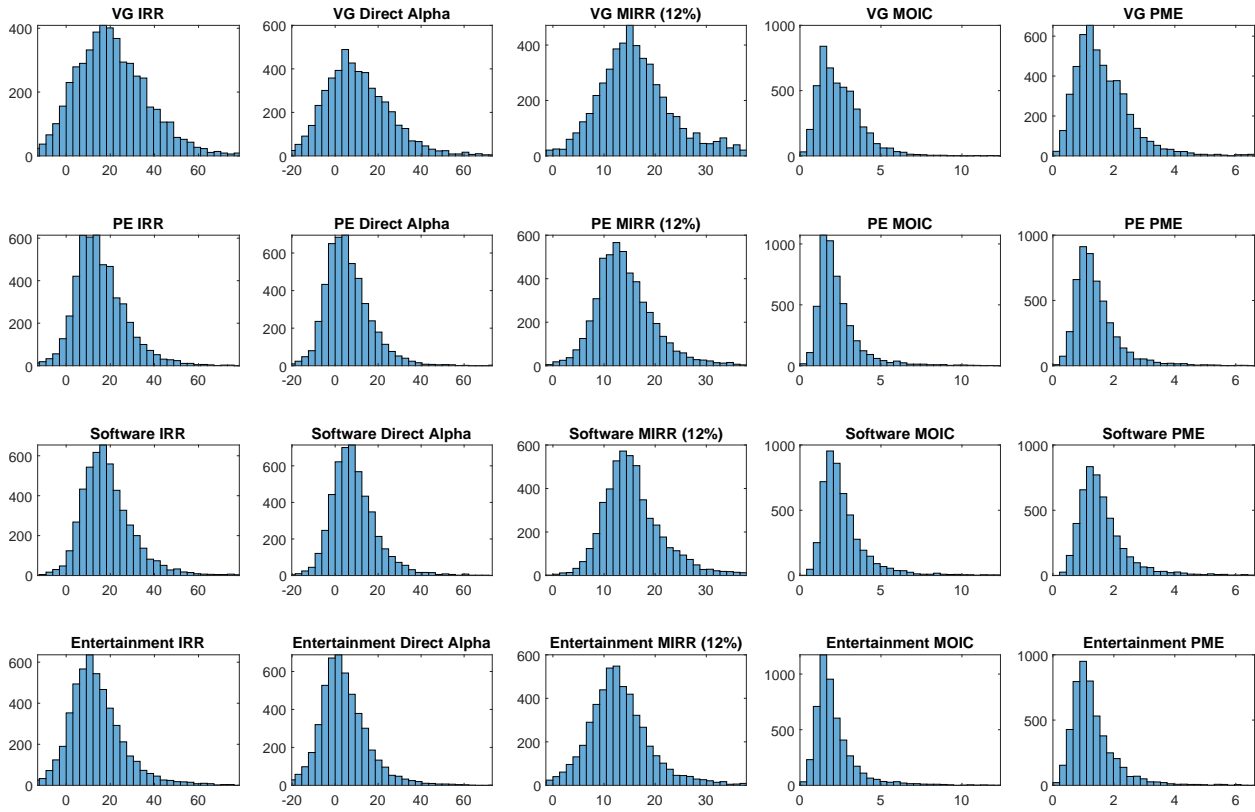 VG IRR
400
200
0
0 20 40 60
VG Direct Alpha
600
400
200
0
-20 0 20 40 60
VG MIRR (12%)
400
200
0
0 10 20 30
VG MOIC
1000
500
0
0 5 10
VG PME
600
400
200
0
0 2 4 6
PE IRR
600
400
200
0
0 20 40 60
PE Direct Alpha
600
400
200
0
-20 0 20 40 60
PE MIRR (12%)
600
400
200
0
0 10 20 30
PE MOIC
1000
500
0
0 5 10
PE PME
1000
500
0
0 2 4 6
Software IRR
600
400
200
0
0 20 40 60
Software Direct Alpha
600
400
200
0
-20 0 20 40 60
Software MIRR (12%)
600
400
200
0
0 10 20 30
Software MOIC
1000
500
0
0 5 10
Software PME
1000
500
0
0 2 4 6
Entertainment IRR
600
400
200
0
0 20 40 60
Entertainment Direct Alpha
600
400
200
0
-20 0 20 40 60
Entertainment MIRR (12%)
600
400
200
0
0 10 20 30
Entertainment MOIC
1000
500
0
0 5 10
Entertainment PME
1000
500
0
0 2 4 6